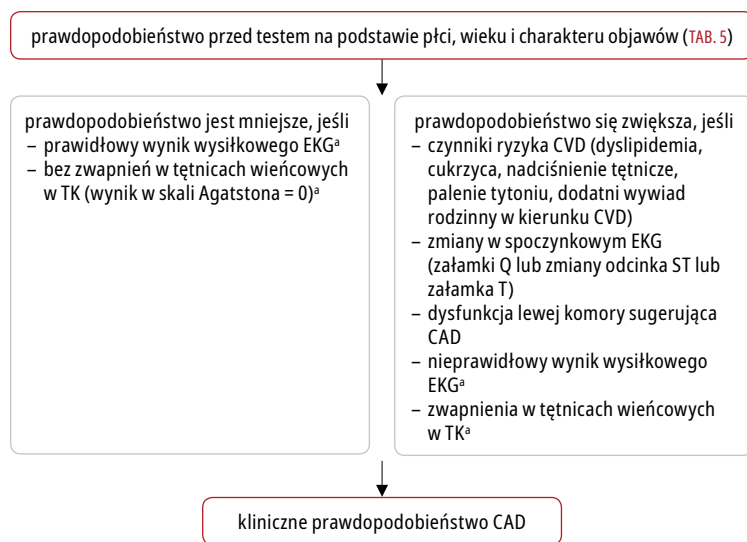 prawdopodobieństwo przed testem na podstawie płci, wieku i charakteru objawów (TAB. 5)
prawdopodobieństwo jest mniejsze, jeśli
– prawidłowy wynik wysiłkowego EKGᵃ
– bez zwapnień w tętnicach wieńcowych
w TK (wynik w skali Agatstona = 0)ᵃ
prawdopodobieństwo się zwiększa, jeśli
– czynniki ryzyka CVD (dyslipidemia,
cukrzyca, nadciśnienie tętnicze,
palenie tytoniu, dodatni wywiad
rodzinny w kierunku CVD)
– zmiany w spoczynkowym EKG
(załamki Q lub zmiany odcinka ST lub
załamka T)
– dysfunkcja lewej komory sugerująca
CAD
– nieprawidłowy wynik wysiłkowego
EKGᵃ
– zwapnienia w tętnicach wieńcowych
w TKᵃ
kliniczne prawdopodobieństwo CAD